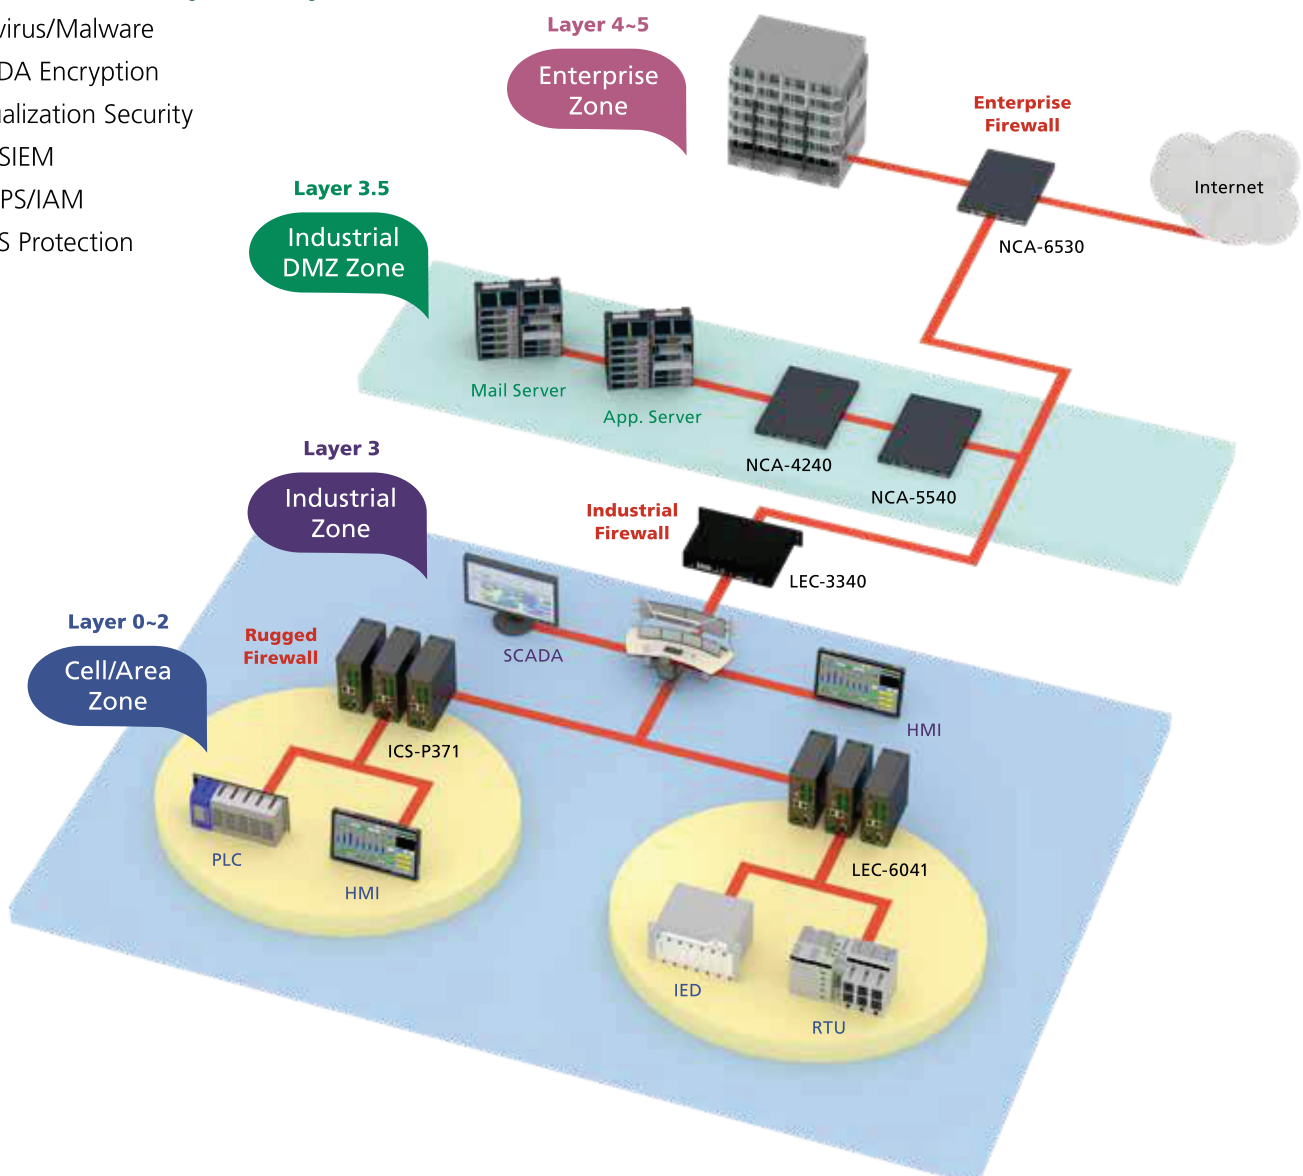 virus/Malware
DA Encryption
alization Security
SIEM
PS/IAM
S Protection
Layer 4~5
Enterprise
Zone
Enterprise
Firewall
Internet
NCA-6530
Layer 3.5
Industrial
DMZ Zone
Mail Server
App. Server
NCA-4240
NCA-5540
Layer 3
Industrial
Zone
Industrial
Firewall
LEC-3340
SCADA
HMI
Layer 0~2
Cell/Area
Zone
Rugged
Firewall
ICS-P371
PLC
HMI
LEC-6041
IED
RTU